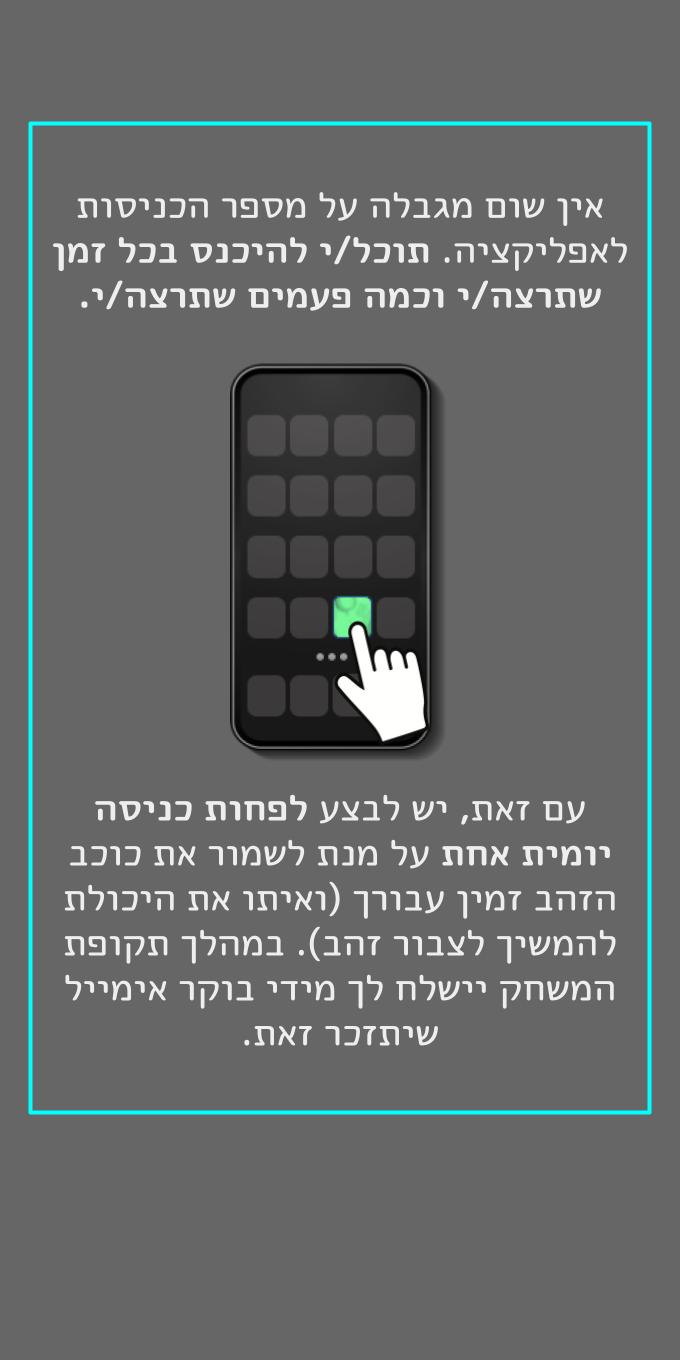 אין שום מגבלה על מספר הכניסות
לאפליקציה. תוכל/י להיכנס בכל זמן
שתרצה/י וכמה פעמים שתרצה/י.
עם זאת, יש לבצע לפחות כניסה
יומית אחת על מנת לשמור את כוכב
הזהב זמין עבורך (ואיתו את היכולת
להמשיך לצבור זהב). במהלך תקופת
המשחק יישלח לך מידי בוקר אימייל
שיתזכר זאת.